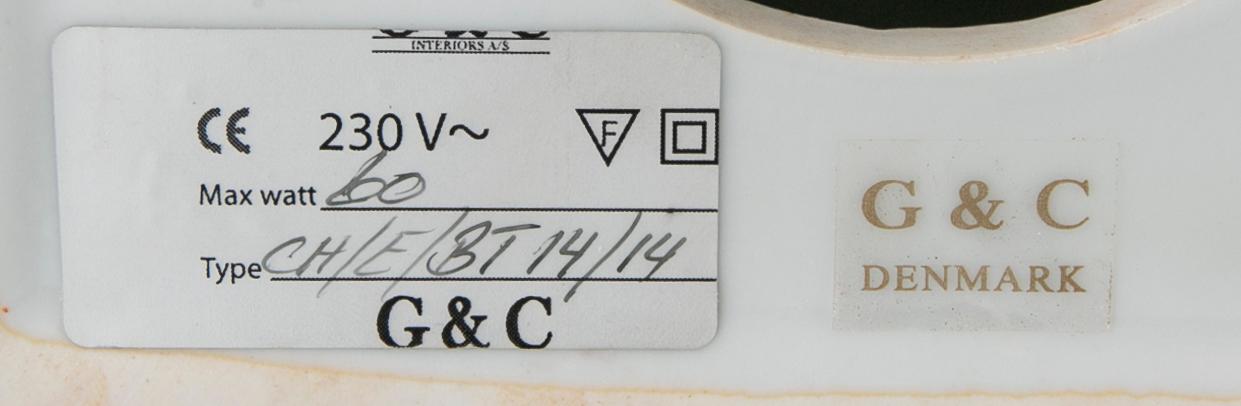 INTERIORS A/S
CE 230 V~ F
Max watt 60
Type CH/E/BT 14/14
G & C
G & C
DENMARK